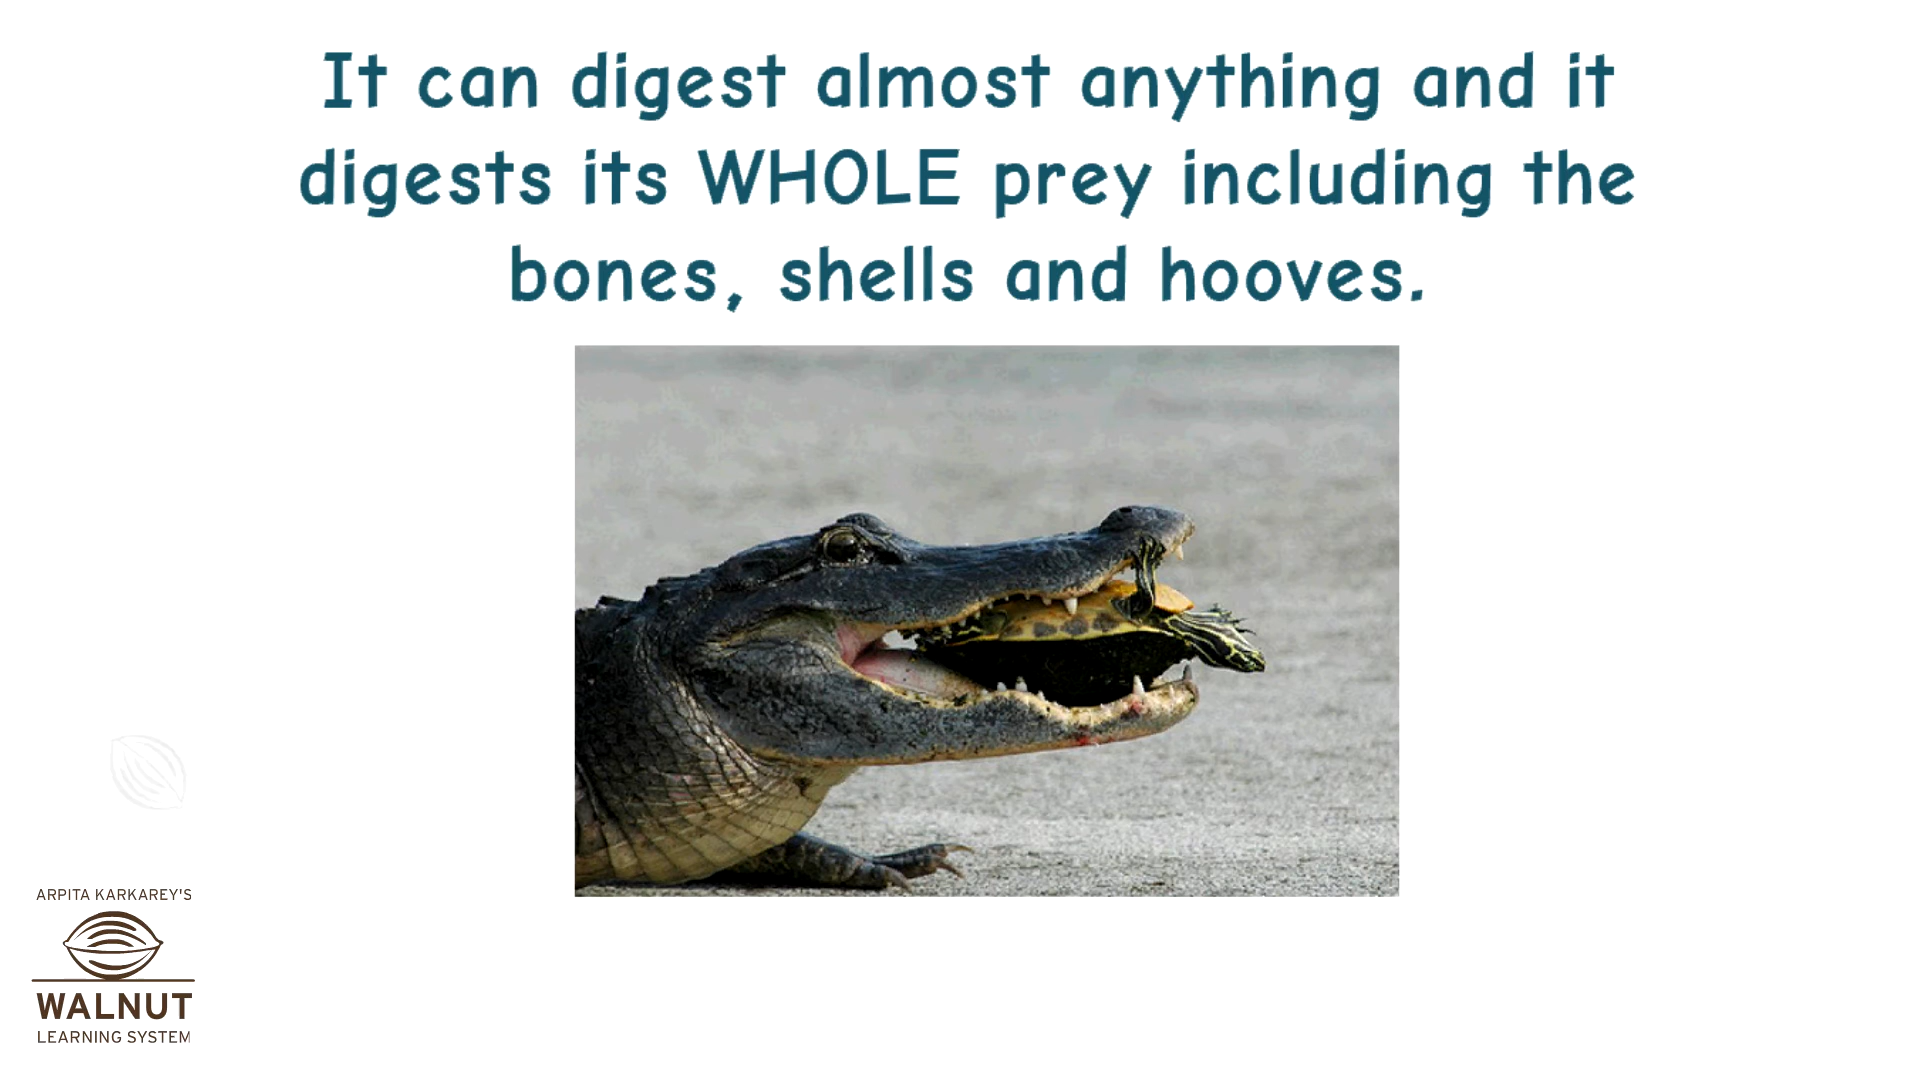 It can digest almost anything and it
digests its WHOLE prey including the
bones, shells and hooves.
ARPITA KARKAREY'S
WALNUT
LEARNING SYSTEM